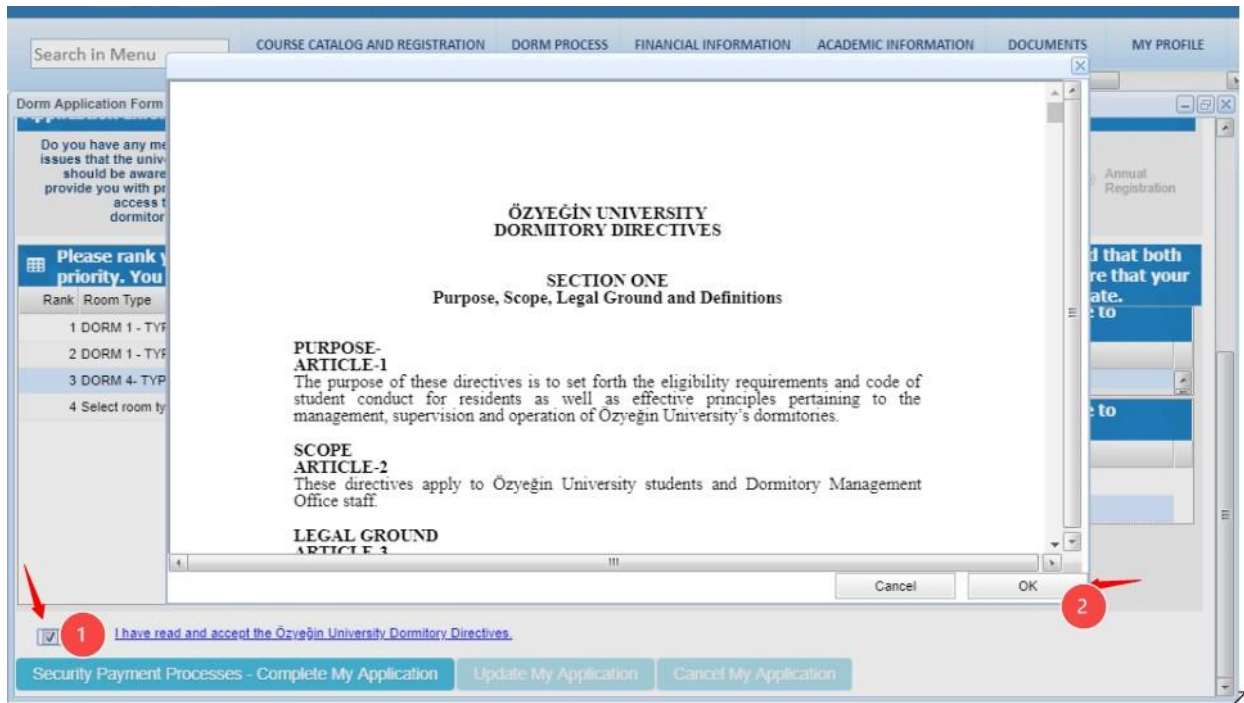 Search in Menu
COURSE CATALOG AND REGISTRATION DORM PROCESS FINANCIAL INFORMATION ACADEMIC INFORMATION DOCUMENTS MY PROFILE
Dorm Application Form
Do you have any me
issues that the unive
should be aware
provide you with pr
access t
dormitor
Annual
Registration
Please rank y
priority. You
d that both
re that your
ate.
Rank Room Type
1 DORM 1 - TYP
2 DORM 1 - TYP
3 DORM 4- TYP
4 Select room ty
e to
e to
ÖZYEĞİN UNIVERSITY
DORMITORY DIRECTIVES
SECTION ONE
Purpose, Scope, Legal Ground and Definitions
PURPOSE-
ARTICLE-1
The purpose of these directives is to set forth the eligibility requirements and code of
student conduct for residents as well as effective principles pertaining to the
management, supervision and operation of Özyeğin University's dormitories.
SCOPE
ARTICLE-2
These directives apply to Özyeğin University students and Dormitory Management
Office staff.
LEGAL GROUND
ARTICLE 3
Cancel OK
2
1 I have read and accept the Özyeğin University Dormitory Directives.
Security Payment Processes - Complete My Application Update My Application Cancel My Application